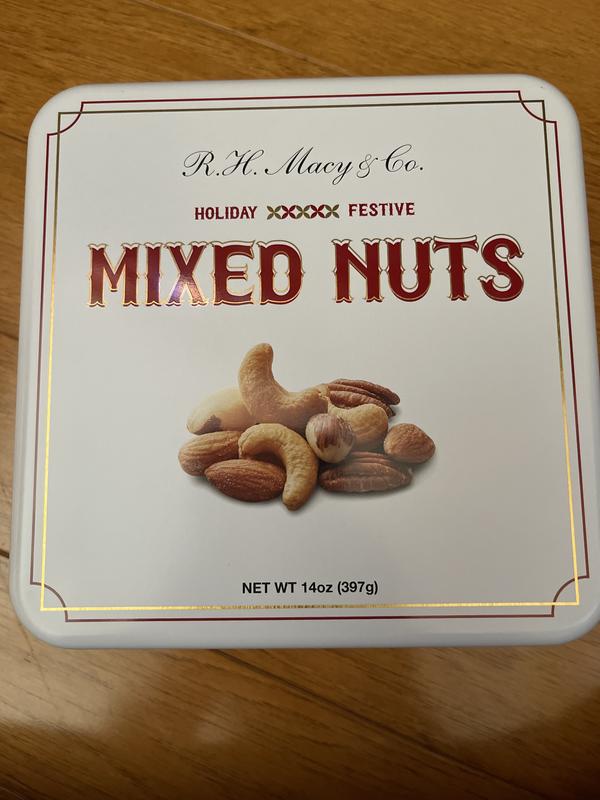 R.H. Macy & Co.
HOLIDAY FESTIVE
MIXED NUTS
NET WT 14oz (397g)